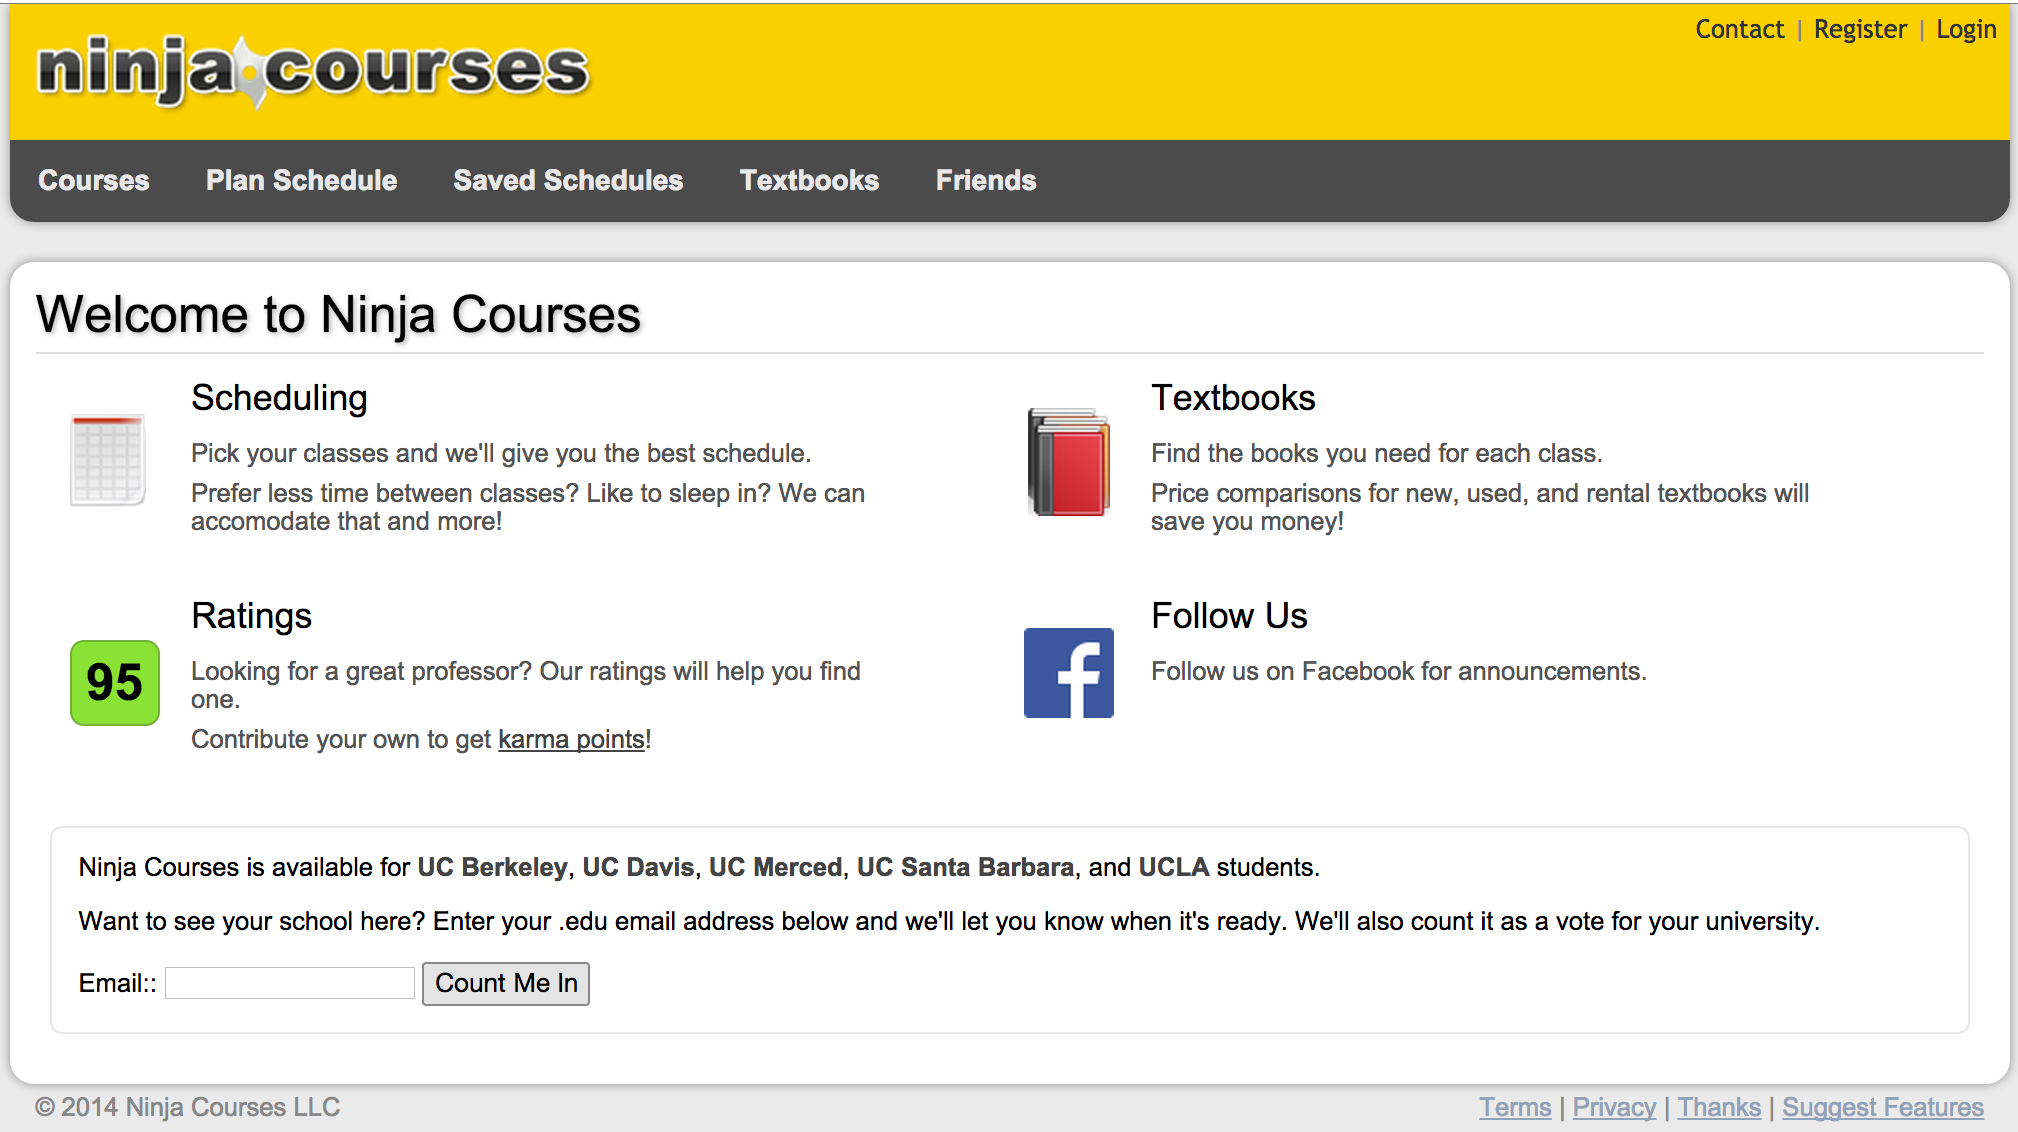 Contact | Register | Login
ninja courses
Courses Plan Schedule Saved Schedules Textbooks Friends
Welcome to Ninja Courses
Scheduling
Pick your classes and we'll give you the best schedule.
Prefer less time between classes? Like to sleep in? We can
accomodate that and more!
Textbooks
Find the books you need for each class.
Price comparisons for new, used, and rental textbooks will
save you money!
95
Ratings
Looking for a great professor? Our ratings will help you find
one.
Contribute your own to get karma points!
f
Follow Us
Follow us on Facebook for announcements.
Ninja Courses is available for UC Berkeley, UC Davis, UC Merced, UC Santa Barbara, and UCLA students.
Want to see your school here? Enter your .edu email address below and we'll let you know when it's ready. We'll also count it as a vote for your university.
Email:: Count Me In
© 2014 Ninja Courses LLC
Terms | Privacy | Thanks | Suggest Features